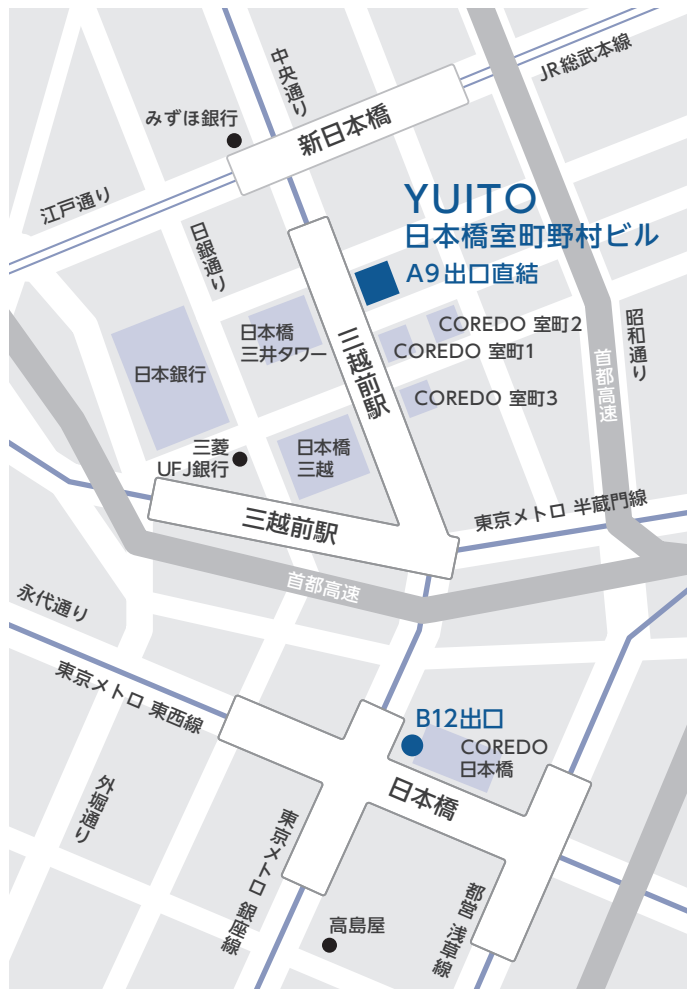 中央通り
JR総武本線
みずほ銀行
新日本橋
江戸通り
YUITO
日本橋室町野村ビル
A9出口直結
日銀通り
昭和通り
COREDO 室町2
日本橋
三井タワー
三越前駅
COREDO 室町1
首都高速
日本銀行
COREDO 室町3
三菱
UFJ銀行
日本橋
三越
東京メトロ 半蔵門線
三越前駅
首都高速
永代通り
東京メトロ 東西線
B12出口
COREDO
日本橋
日本橋
外堀通り
東京メトロ 銀座線
都営 浅草線
高島屋